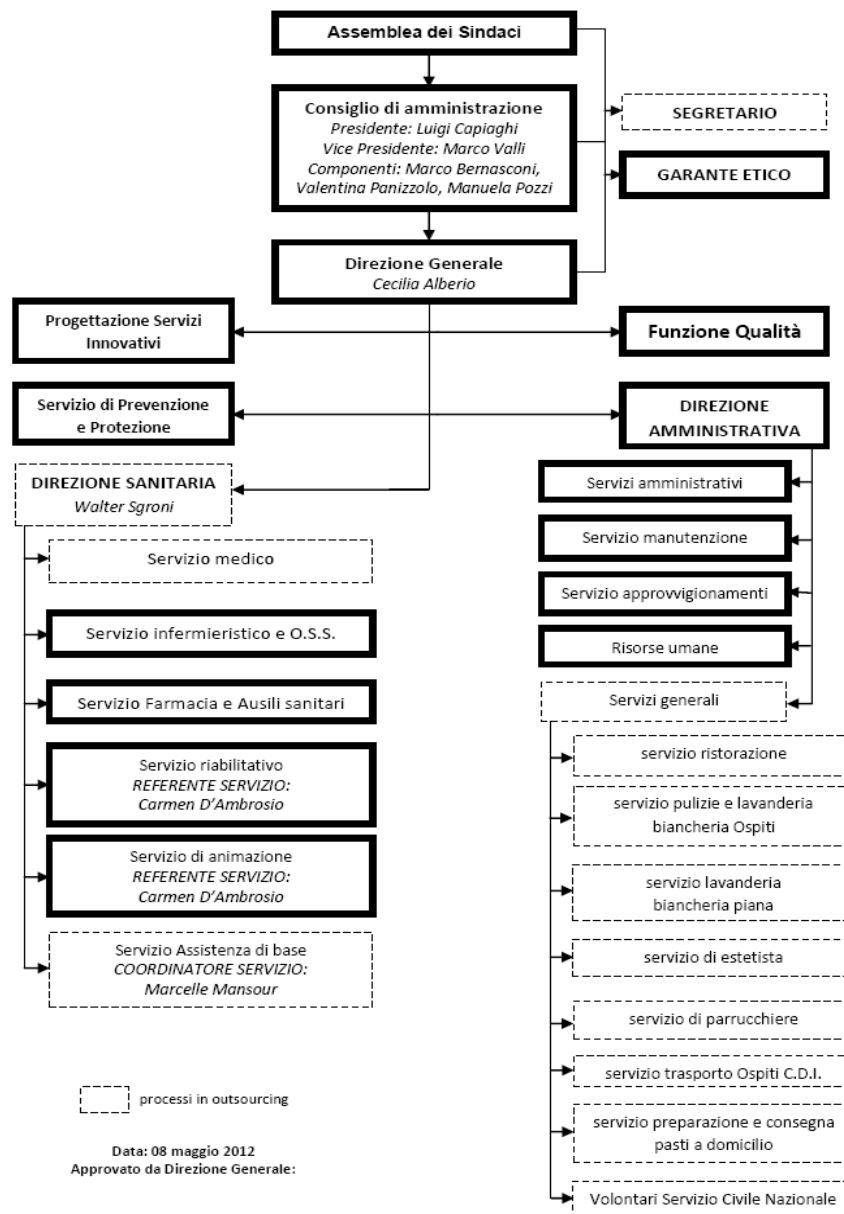 Assemblea dei Sindaci
Consiglio di amministrazione
Presidente: Luigi Capiaghi
Vice Presidente: Marco Valli
Componenti: Marco Bernasconi,
Valentina Panizzolo, Manuela Pozzi
SEGRETARIO
GARANTE ETICO
Direzione Generale
Cecilia Alberio
Progettazione Servizi
Innovativi
Funzione Qualità
Servizio di Prevenzione
e Protezione
DIREZIONE
AMMINISTRATIVA
DIREZIONE SANITARIA
Walter Sgroni
Servizio medico
Servizio infermieristico e O.S.S.
Servizio Farmacia e Ausili sanitari
Servizio riabilitativo
REFERENTE SERVIZIO:
Carmen D'Ambrosio
Servizio di animazione
REFERENTE SERVIZIO:
Carmen D'Ambrosio
Servizio Assistenza di base
COORDINATORE SERVIZIO:
Marcelle Mansour
Servizi amministrativi
Servizio manutenzione
Servizio approvvigionamenti
Risorse umane
Servizi generali
servizio ristorazione
servizio pulizie e lavanderia
biancheria Ospiti
servizio lavanderia
biancheria piana
servizio di estetista
servizio di parrucchiere
servizio trasporto Ospiti C.D.I.
servizio preparazione e consegna
pasti a domicilio
Volontari Servizio Civile Nazionale
processi in outsourcing
Data: 08 maggio 2012
Approvato da Direzione Generale: